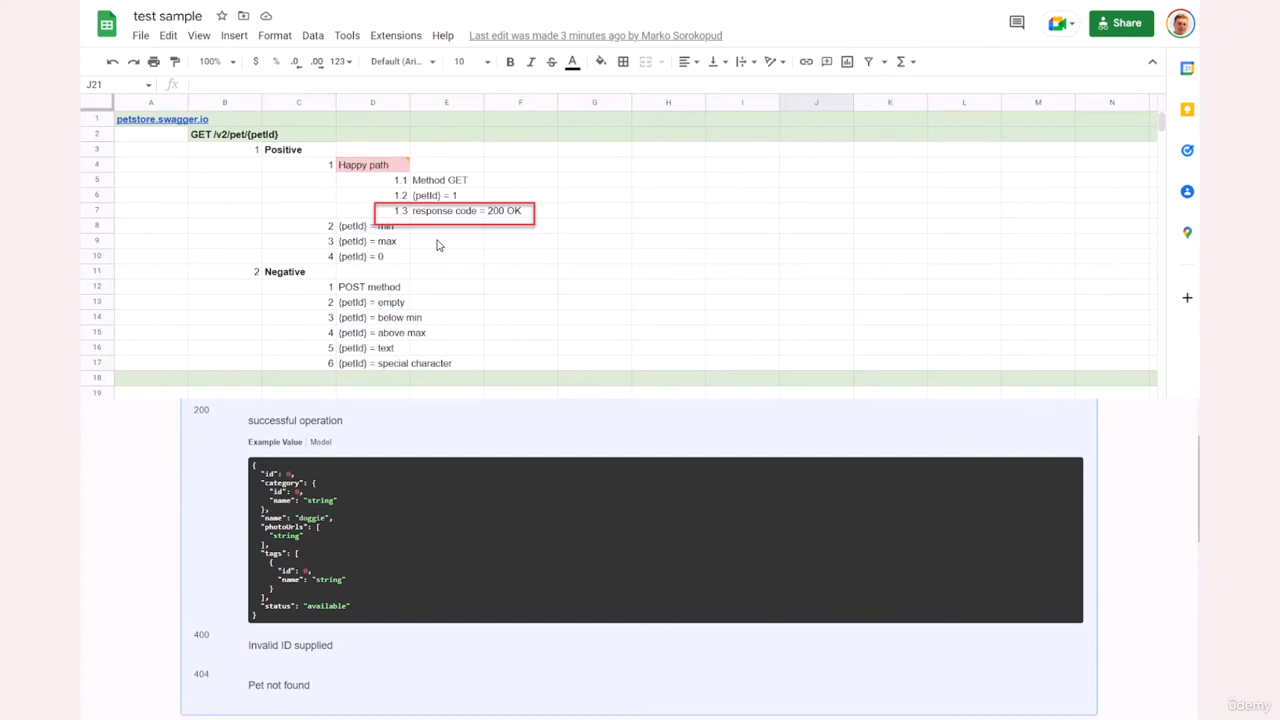 test sample
File Edit View Insert Format Data Tools Extensions Help Last edit was made 3 minutes ago by Marko Sorokopud
Share
100% $ % .0 .00 123 Default (Ari... 10 B I S A
J21 fx
A B C D E F G H I J K L M N
1 petstore.swagger.io
2 GET /v2/pet/{petId}
3 1 Positive
4 1 Happy path
5 1.1 Method GET
6 1.2 {petId} = 1
7 1.3 response code = 200 OK
8 2 {petId} = min
9 3 {petId} = max
10 4 {petId} = 0
11 2 Negative
12 1 POST method
13 2 {petId} = empty
14 3 {petId} = below min
15 4 {petId} = above max
16 5 {petId} = text
17 6 {petId} = special character
18
19
200
successful operation
Example Value | Model
{
"id": 0,
"category": {
"id": 0,
"name": "string"
},
"name": "doggie",
"photoUrls": [
"string"
],
"tags": [
{
"id": 0,
"name": "string"
}
],
"status": "available"
}
400
Invalid ID supplied
404
Pet not found
ûdemy